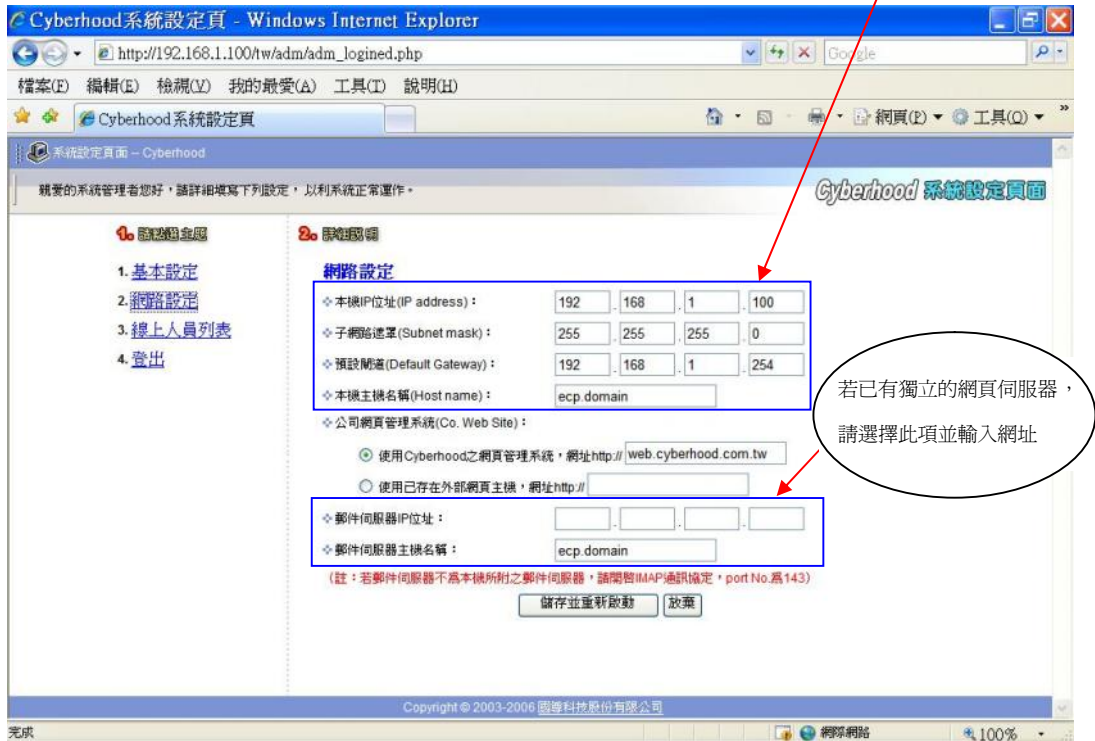 Cyberhood系統設定頁 - Windows Internet Explorer
http://192.168.1.100/tw/adm/adm_logined.php
Google
檔案(F) 編輯(E) 檢視(V) 我的最愛(A) 工具(T) 說明(H)
Cyberhood系統設定頁
網頁(P) 工具(O)
系統設定頁面 – Cyberhood
親愛的系統管理者您好，請詳細填寫下列設定， 以利系統正常運作。
Cyberhood 系統設定頁面
1. 請點選主題
2. 詳細說明
1. 基本設定
2. 網路設定
3. 線上人員列表
4. 登出
網路設定
本機IP位址(IP address)： 192 . 168 . 1 . 100
子網路遮罩(Subnet mask)： 255 . 255 . 255 . 0
預設閘道(Default Gateway)： 192 . 168 . 1 . 254
本機主機名稱(Host name)： ecp.domain
公司網頁管理系統(Co. Web Site)：
使用Cyberhood之網頁管理系統，網址http:// web.cyberhood.com.tw
使用已存在外部網頁主機，網址http://
郵件伺服器IP位址： . . .
郵件伺服器主機名稱： ecp.domain
(註：若郵件伺服器不為本機所附之郵件伺服器，請開啟IMAP通訊協定，port No.為143)
儲存並重新啟動 放棄
若已有獨立的網頁伺服器，
請選擇此項並輸入網址
Copyright © 2003-2006 國導科技股份有限公司
完成
網際網路
100%